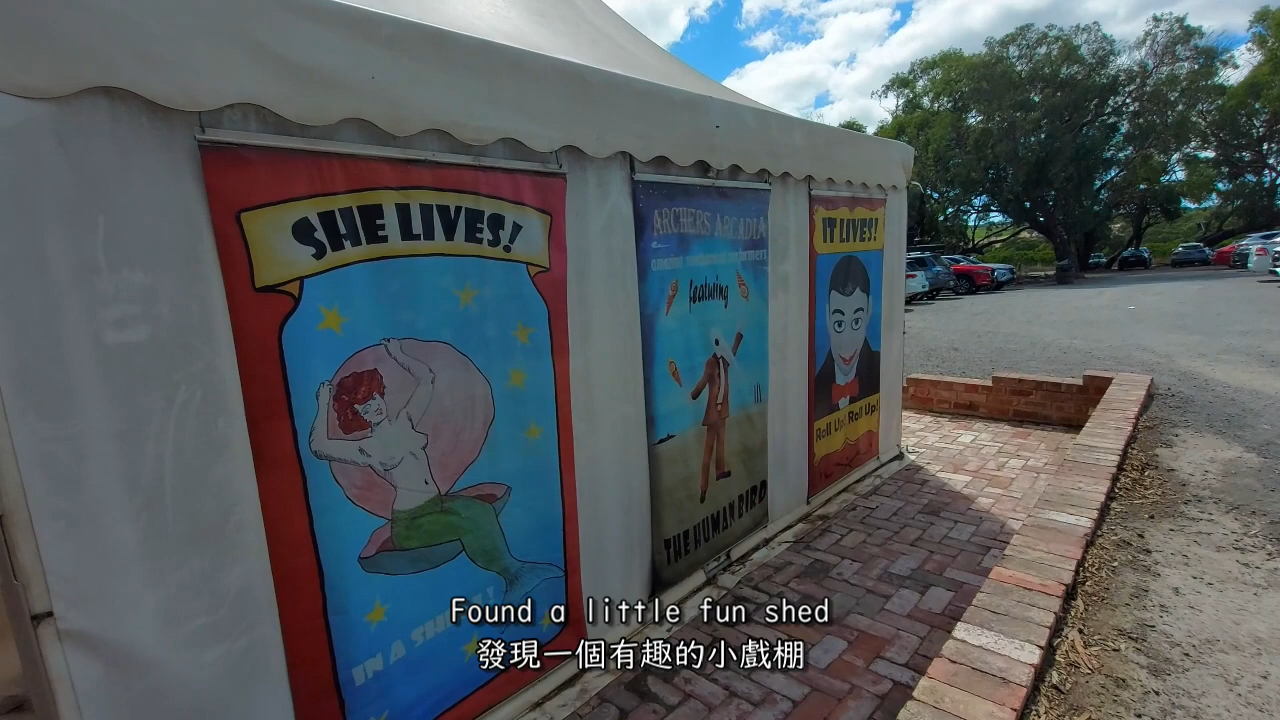 SHE LIVES!
IN A SHELL!
ARCHERS ARCADIA
featuring
THE HUMAN BIRD
IT LIVES!
Roll Up! Roll Up!
Found a little fun shed
發現一個有趣的小戲棚